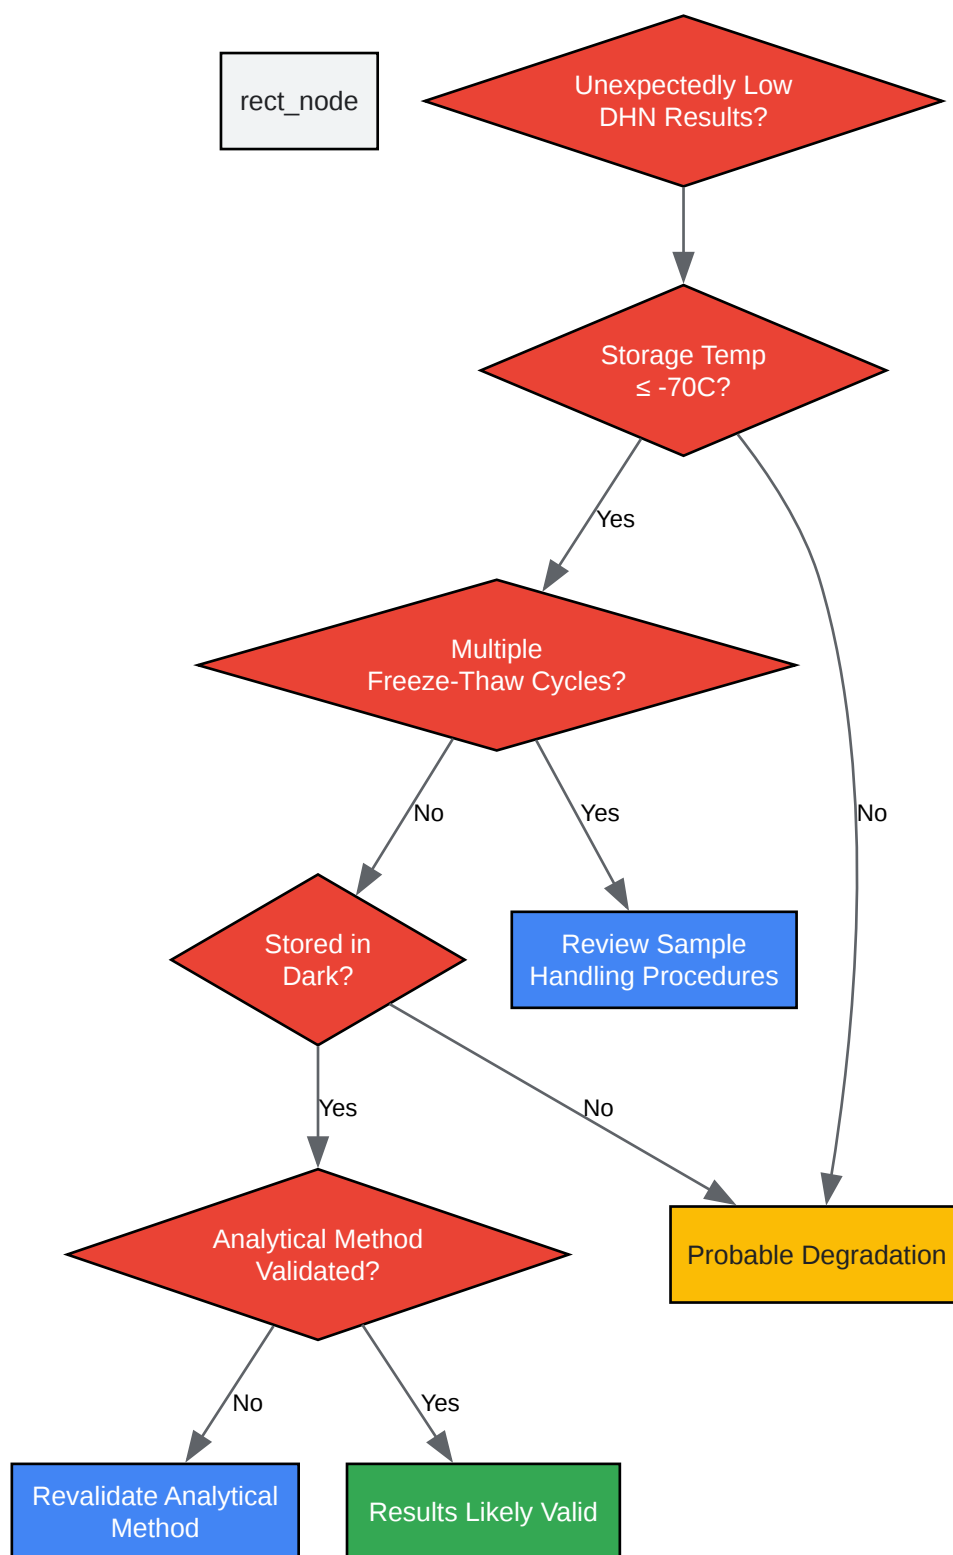 rect_node
Unexpectedly Low
DHN Results?
Storage Temp
≤ -70C?
Yes
Multiple
Freeze-Thaw Cycles?
No
Yes
No
Stored in
Dark?
Review Sample
Handling Procedures
Yes
No
Analytical Method
Validated?
Probable Degradation
No
Yes
Revalidate Analytical
Method
Results Likely Valid